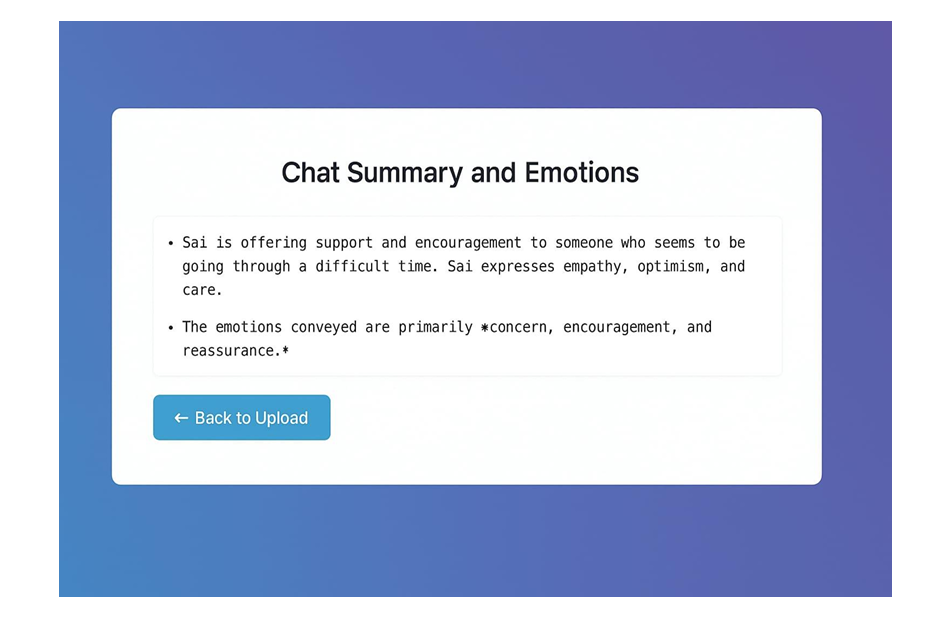 Chat Summary and Emotions
• Sai is offering support and encouragement to someone who seems to be
going through a difficult time. Sai expresses empathy, optimism, and
care.
• The emotions conveyed are primarily *concern, encouragement, and
reassurance.*
← Back to Upload